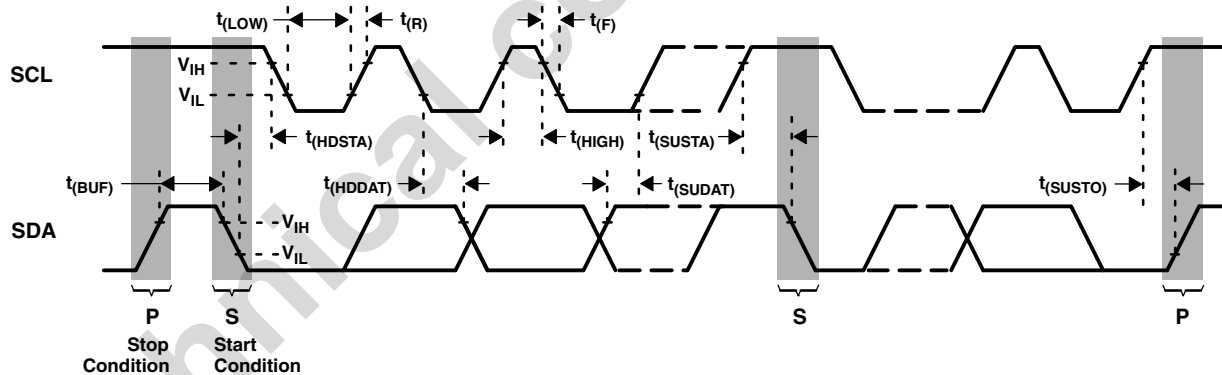 t(LOW) t(R) t(F)
SCL
VIH
VIL
t(HDSTA) t(HIGH) t(SUSTA)
t(BUF) t(HDDAT) t(SUDAT) t(SUSTO)
SDA
VIH
VIL
P S S P
Stop Condition
Start Condition